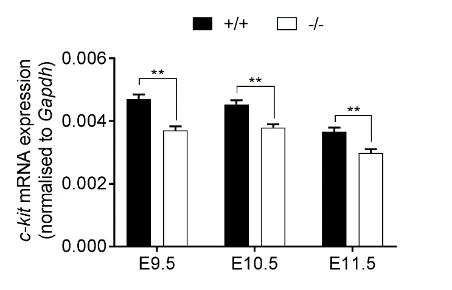 +/+ -/-
c-kit mRNA expression
(normalised to Gapdh)
0.006
0.004
0.002
0.000
** ** **
E9.5 E10.5 E11.5